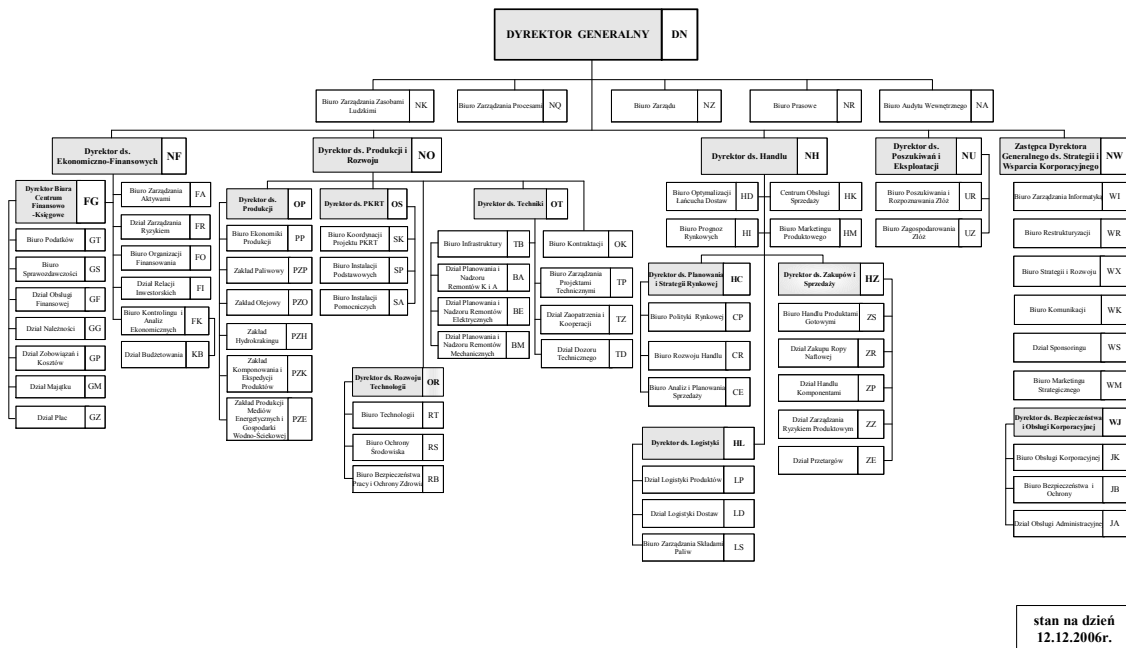 DYREKTOR GENERALNY DN
Biuro Zarządzania Zasobami
Ludzkimi NK
Biuro Zarządzania Procesami NQ
Biuro Zarządu NZ
Biuro Prasowe NR
Biuro Audytu Wewnętrznego NA
Dyrektor ds.
Ekonomiczno-Finansowych NF
Dyrektor ds. Produkcji i
Rozwoju NO
Dyrektor ds. Handlu NH
Dyrektor ds.
Poszukiwań i
Eksploatacji NU
Zastępca Dyrektora
Generalnego ds. Strategii i
Wsparcia Korporacyjnego NW
Dyrektor Biura
Centrum
Finansowo
-Księgowe FG
Biuro Podatków GT
Biuro
Sprawozdawczości GS
Dział Obsługi
Finansowej GF
Dział Należności GG
Dział Zobowiązań i
Kosztów GP
Dział Majątku GM
Dział Płac GZ
Biuro Zarządzania
Aktywami FA
Dział Zarządzania
Ryzykiem FR
Biuro Organizacji
Finansowania FO
Dział Relacji
Inwestorskich FI
Biuro Kontrolingu i
Analiz
Ekonomicznych FK
Dział Budżetowania KB
Dyrektor ds.
Produkcji OP
Biuro Ekonomiki
Produkcji PP
Zakład Paliwowy PZP
Zakład Olejowy PZO
Zakład
Hydrokrakingu PZH
Zakład
Komponowania i
Ekspedycji
Produktów PZK
Zakład Produkcji
Mediów
Energetycznych i
Gospodarki
Wodno-Ściekowej PZE
Dyrektor ds. PKRT OS
Biuro Koordynacji
Projektu PKRT SK
Biuro Instalacji
Podstawowych SP
Biuro Instalacji
Pomocniczych SA
Dyrektor ds. Rozwoju
Technologii OR
Biuro Technologii RT
Biuro Ochrony
Środowiska RS
Biuro Bezpieczeństwa
Pracy i Ochrony Zdrowia RB
Dyrektor ds. Techniki OT
Biuro Infrastruktury TB
Dział Planowania i
Nadzoru
Remontów K i A BA
Dział Planowania i
Nadzoru Remontów
Elektrycznych BE
Dział Planowania i
Nadzoru Remontów
Mechanicznych BM
Biuro Kontraktacji OK
Biuro Zarządzania
Projektami
Technicznymi TP
Dział Zaopatrzenia i
Kooperacji TZ
Dział Dozoru
Technicznego TD
Biuro Optymalizacji
Łańcucha Dostaw HD
Biuro Prognoz
Rynkowych HI
Centrum Obsługi
Sprzedaży HK
Biuro Marketingu
Produktowego HM
Dyrektor ds. Planowania
i Strategii Rynkowej HC
Biuro Polityki Rynkowej CP
Biuro Rozwoju Handlu CR
Biuro Analiz i Planowania
Sprzedaży CE
Dyrektor ds. Logistyki HL
Dział Logistyki Produktów LP
Dział Logistyki Dostaw LD
Biuro Zarządzania Składami
Paliw LS
Dyrektor ds. Zakupów i
Sprzedaży HZ
Biuro Handlu Produktami
Gotowymi ZS
Dział Zakupu Ropy
Naftowej ZR
Dział Handlu
Komponentami ZP
Dział Zarządzania
Ryzykiem Produktowym ZZ
Dział Przetargów ZE
Biuro Poszukiwania i
Rozpoznawania Złóż UR
Biuro Zagospodarowania
Złóż UZ
Biuro Zarządzania Informatyką WI
Biuro Restrukturyzacji WR
Biuro Strategii i Rozwoju WX
Biuro Komunikacji WK
Dział Sponsoringu WS
Biuro Marketingu
Strategicznego WM
Dyrektor ds. Bezpieczeństwa
i Obsługi Korporacyjnej WJ
Biuro Obsługi Korporacyjnej JK
Biuro Bezpieczeństwa i
Ochrony JB
Dział Obsługi Administracyjnej JA
stan na dzień
12.12.2006r.